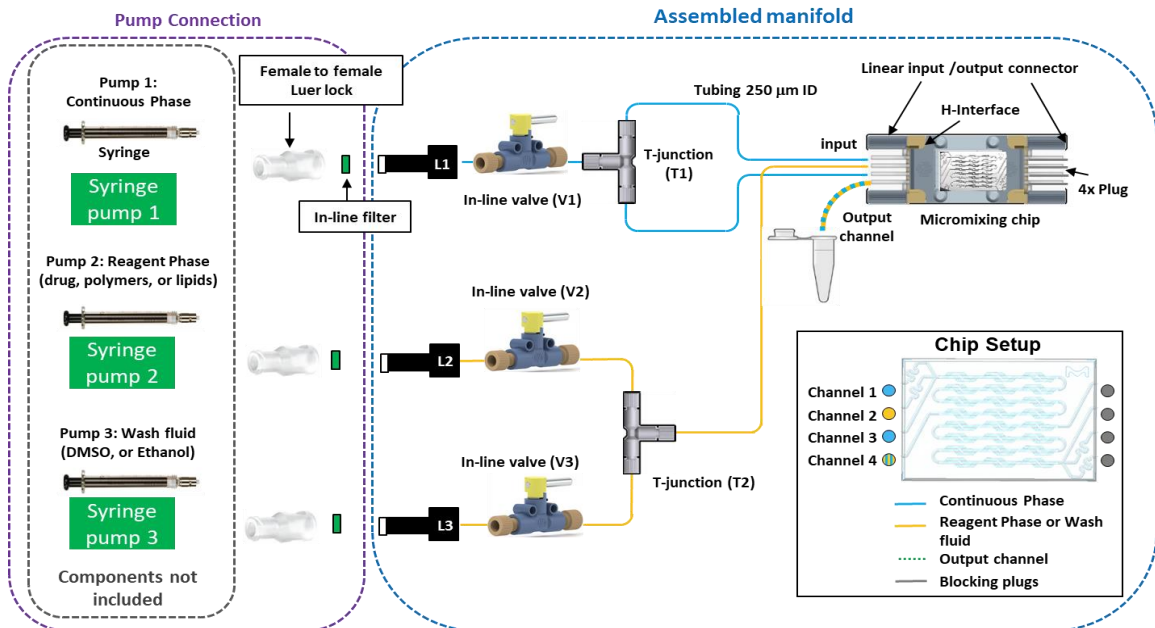 Pump Connection
Assembled manifold
Pump 1:
Continuous Phase
Syringe
Syringe
pump 1
Female to female
Luer lock
In-line filter
L1
In-line valve (V1)
T-junction
(T1)
Tubing 250 µm ID
Linear input /output connector
H-Interface
input
4x Plug
Output
channel
Micromixing chip
Pump 2: Reagent Phase
(drug, polymers, or lipids)
Syringe
pump 2
L2
In-line valve (V2)
Pump 3: Wash fluid
(DMSO, or Ethanol)
Syringe
pump 3
L3
In-line valve (V3)
T-junction (T2)
Components not
included
Chip Setup
M
Channel 1
Channel 2
Channel 3
Channel 4
Continuous Phase
Reagent Phase or Wash
fluid
Output channel
Blocking plugs